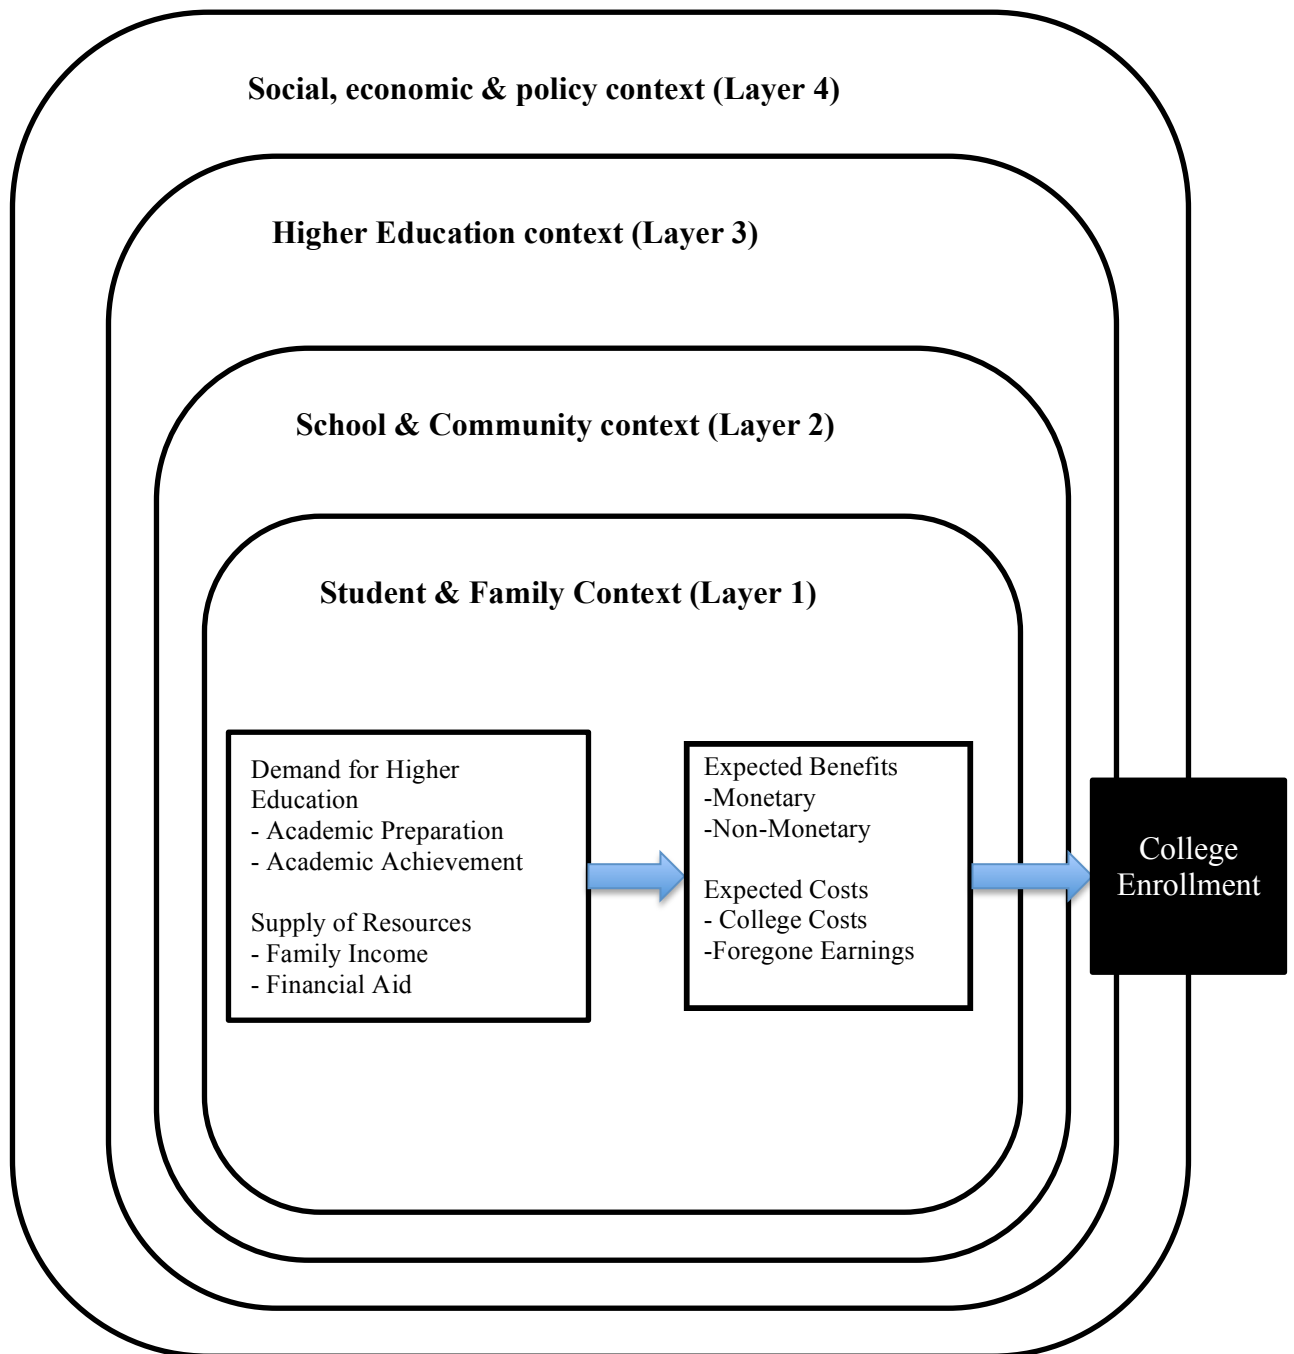 Social, economic & policy context (Layer 4)
Higher Education context (Layer 3)
School & Community context (Layer 2)
Student & Family Context (Layer 1)
Demand for Higher
Education
- Academic Preparation
- Academic Achievement
Supply of Resources
- Family Income
- Financial Aid
Expected Benefits
-Monetary
-Non-Monetary
Expected Costs
- College Costs
-Foregone Earnings
College
Enrollment